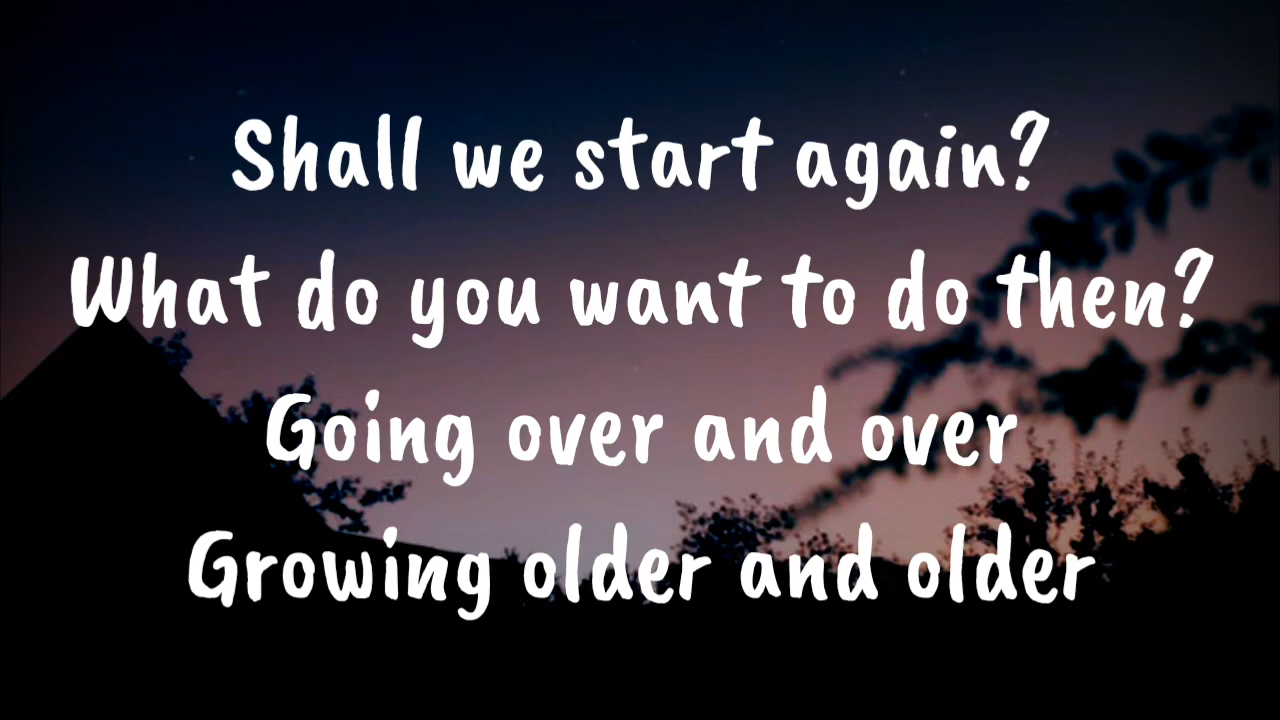 Shall we start again?
What do you want to do then?
Going over and over
Growing older and older